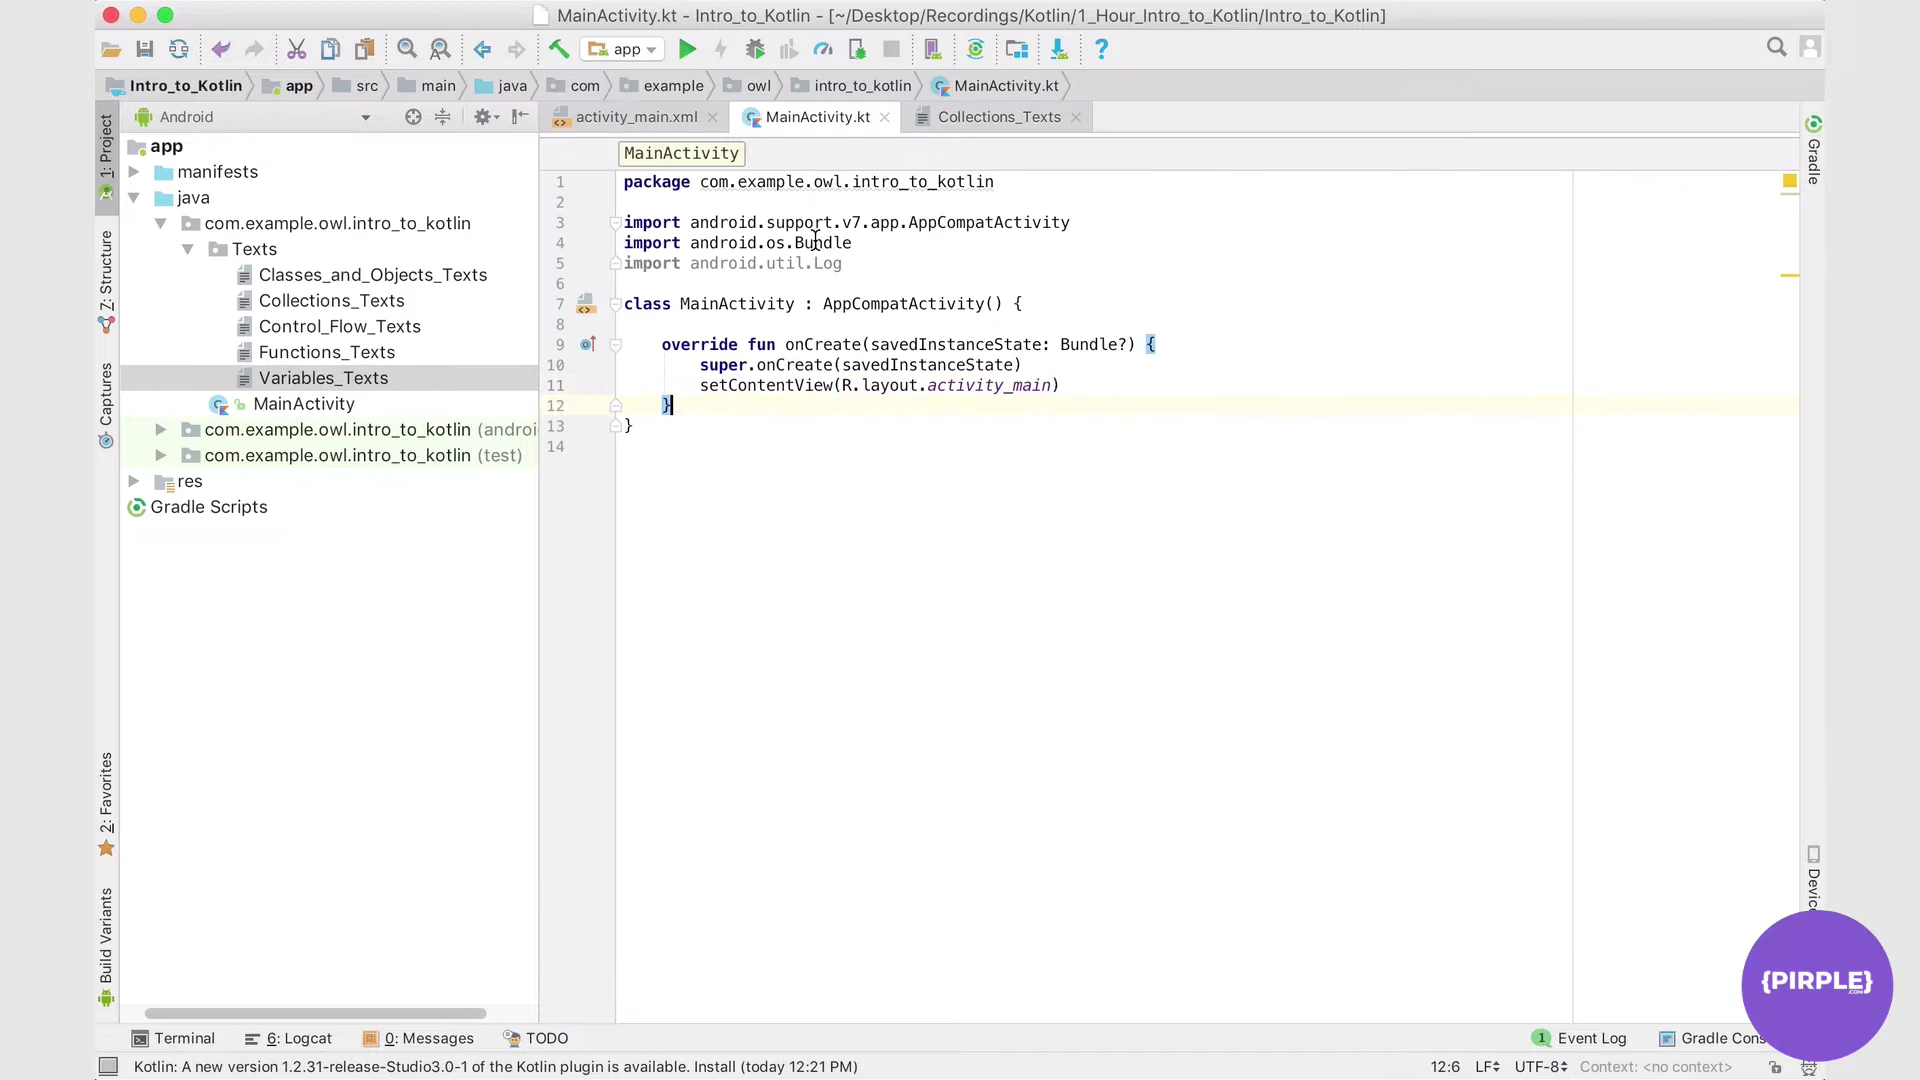 MainActivity.kt - Intro_to_Kotlin - [~/Desktop/Recordings/Kotlin/1_Hour_Intro_to_Kotlin/Intro_to_Kotlin]
app
?
Intro_to_Kotlin app src main java com example owl intro_to_kotlin MainActivity.kt
1: Project
7: Structure
Captures
2: Favorites
Build Variants
Android
app
manifests
java
com.example.owl.intro_to_kotlin
Texts
Classes_and_Objects_Texts
Collections_Texts
Control_Flow_Texts
Functions_Texts
Variables_Texts
MainActivity
com.example.owl.intro_to_kotlin (androi
com.example.owl.intro_to_kotlin (test)
res
Gradle Scripts
activity_main.xml MainActivity.kt Collections_Texts
MainActivity
1 package com.example.owl.intro_to_kotlin
2
3 import android.support.v7.app.AppCompatActivity
4 import android.os.Bundle
5 import android.util.Log
6
7 class MainActivity : AppCompatActivity() {
8
9 override fun onCreate(savedInstanceState: Bundle?) {
10 super.onCreate(savedInstanceState)
11 setContentView(R.layout.activity_main)
12 }
13 }
14
Gradle
Device
{PIRPLE}
.COM
Terminal 6: Logcat 0: Messages TODO 1 Event Log Gradle Cons
Kotlin: A new version 1.2.31-release-Studio3.0-1 of the Kotlin plugin is available. Install (today 12:21 PM) 12:6 LF UTF-8 Context: <no context>